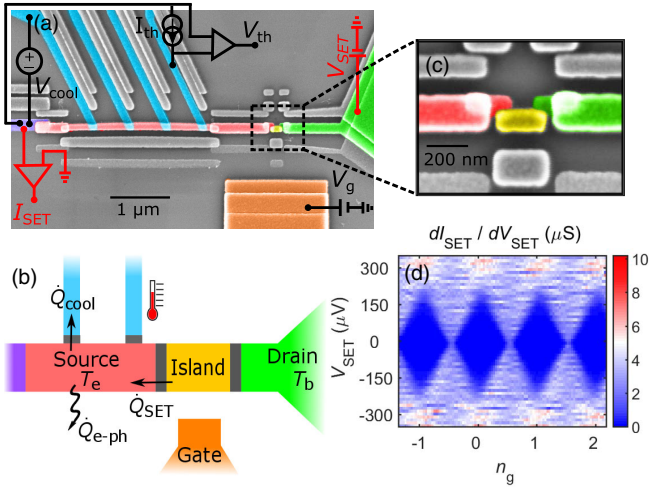 (a)
I_th
V_th
V_SET
V_cool
I_SET
1 μm
V_g
(c)
200 nm
(b)
Q̇_cool
Source
T_e
Island
Drain
T_b
Q̇_SET
Q̇_e-ph
Gate
dI_SET / dV_SET (μS)
(d)
V_SET (μV)
300
150
0
-150
-300
-1 0 1 2
n_g
10
8
6
4
2
0